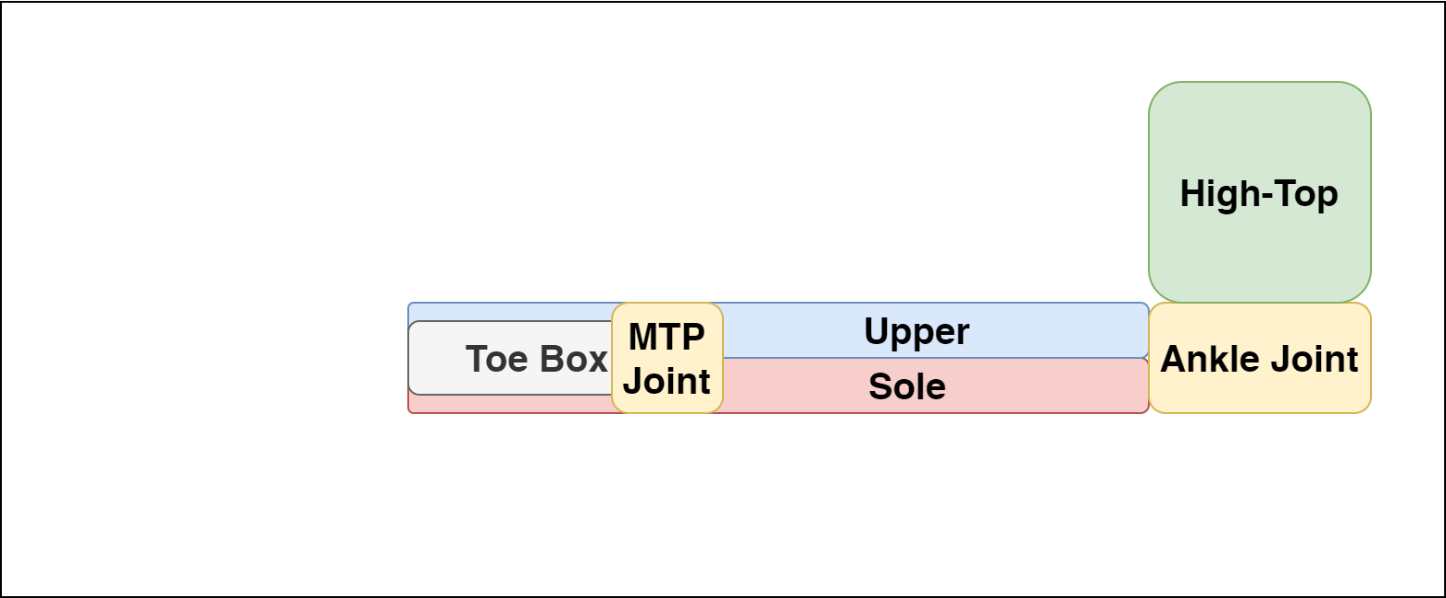 High-Top
MTP
Joint
Toe Box
Upper
Sole
Ankle Joint